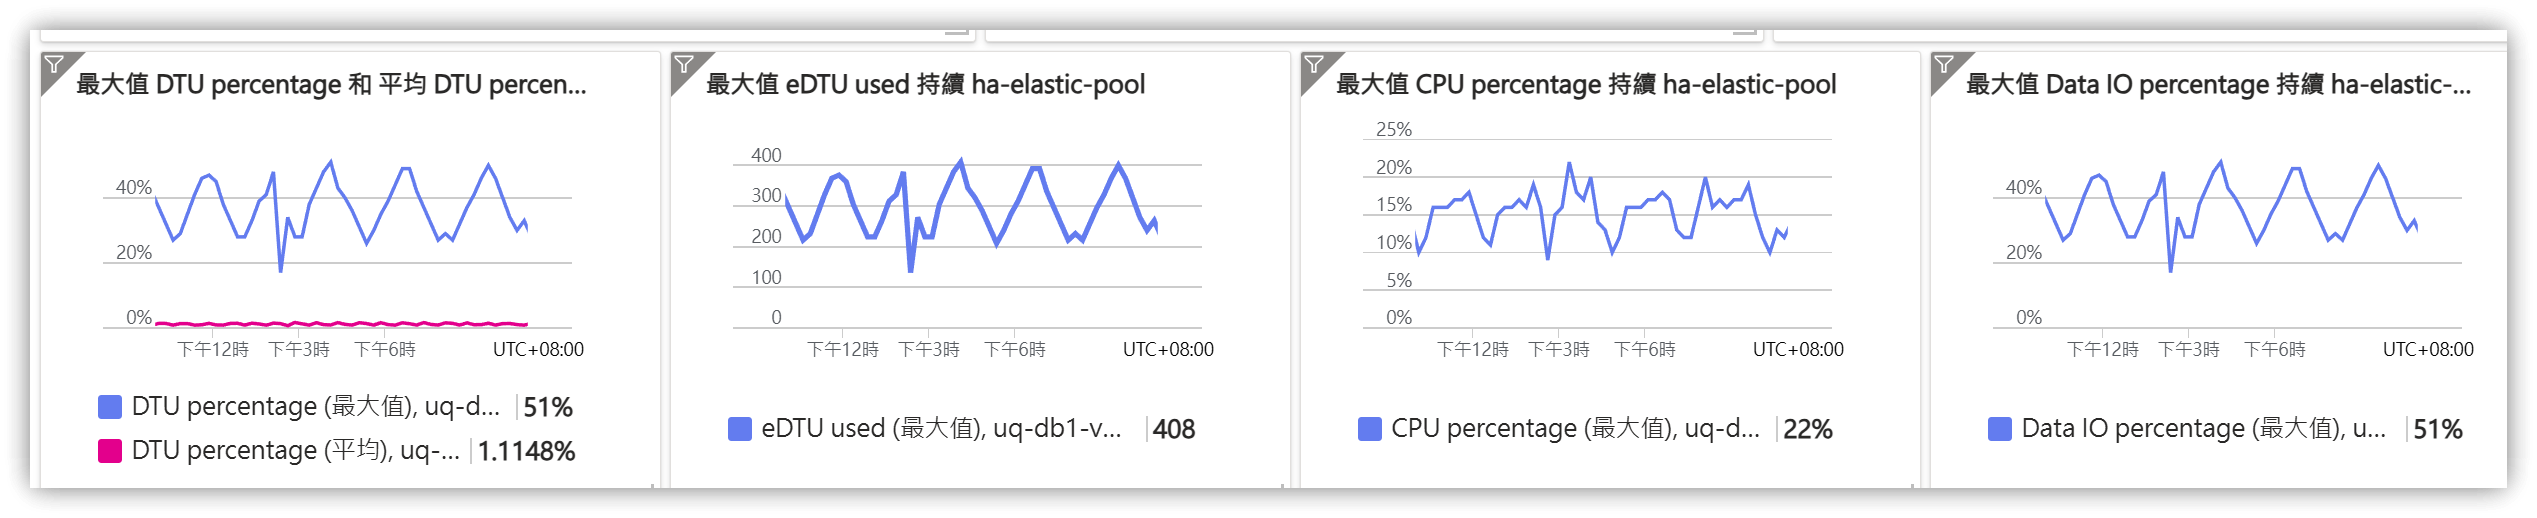 最大值 DTU percentage 和 平均 DTU percen...
40%
20%
0%
下午12時 下午3時 下午6時 UTC+08:00
DTU percentage (最大值), uq-d... 51%
DTU percentage (平均), uq-... 1.1148%
最大值 eDTU used 持續 ha-elastic-pool
400
300
200
100
0
下午12時 下午3時 下午6時 UTC+08:00
eDTU used (最大值), uq-db1-v... 408
最大值 CPU percentage 持續 ha-elastic-pool
25%
20%
15%
10%
5%
0%
下午12時 下午3時 下午6時 UTC+08:00
CPU percentage (最大值), uq-d... 22%
最大值 Data IO percentage 持續 ha-elastic-...
40%
20%
0%
下午12時 下午3時 下午6時 UTC+08:00
Data IO percentage (最大值), u... 51%